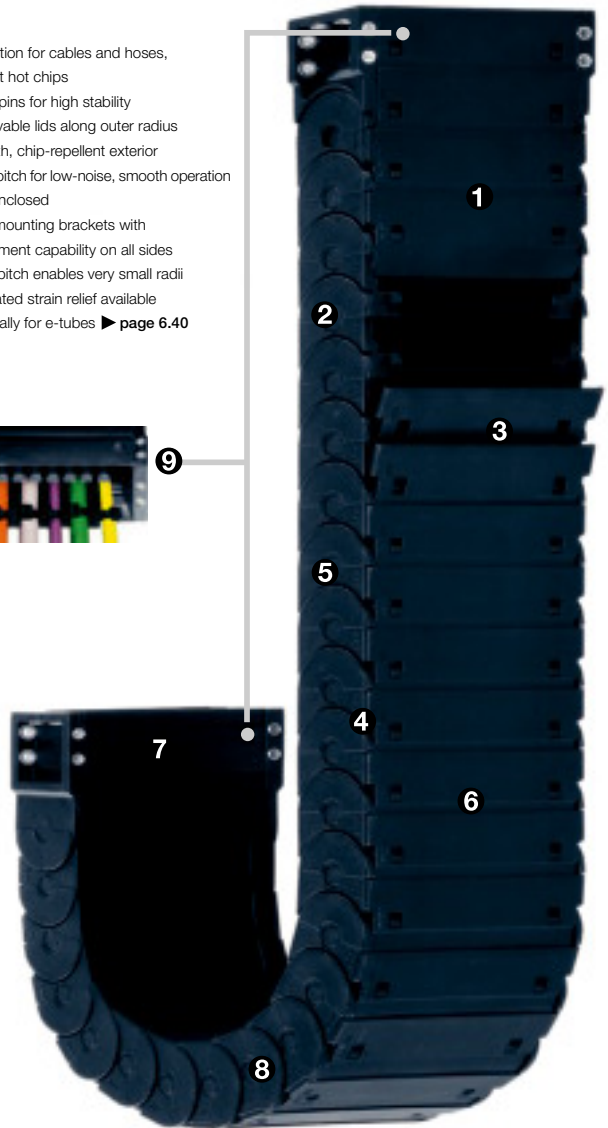 tion for cables and hoses,
t hot chips
pins for high stability
vable lids along outer radius
h, chip-repellent exterior
pitch for low-noise, smooth operation
nclosed
mounting brackets with
ment capability on all sides
pitch enables very small radii
ated strain relief available
ally for e-tubes ▶ page 6.40
1
2
3
9
5
4
7
6
8